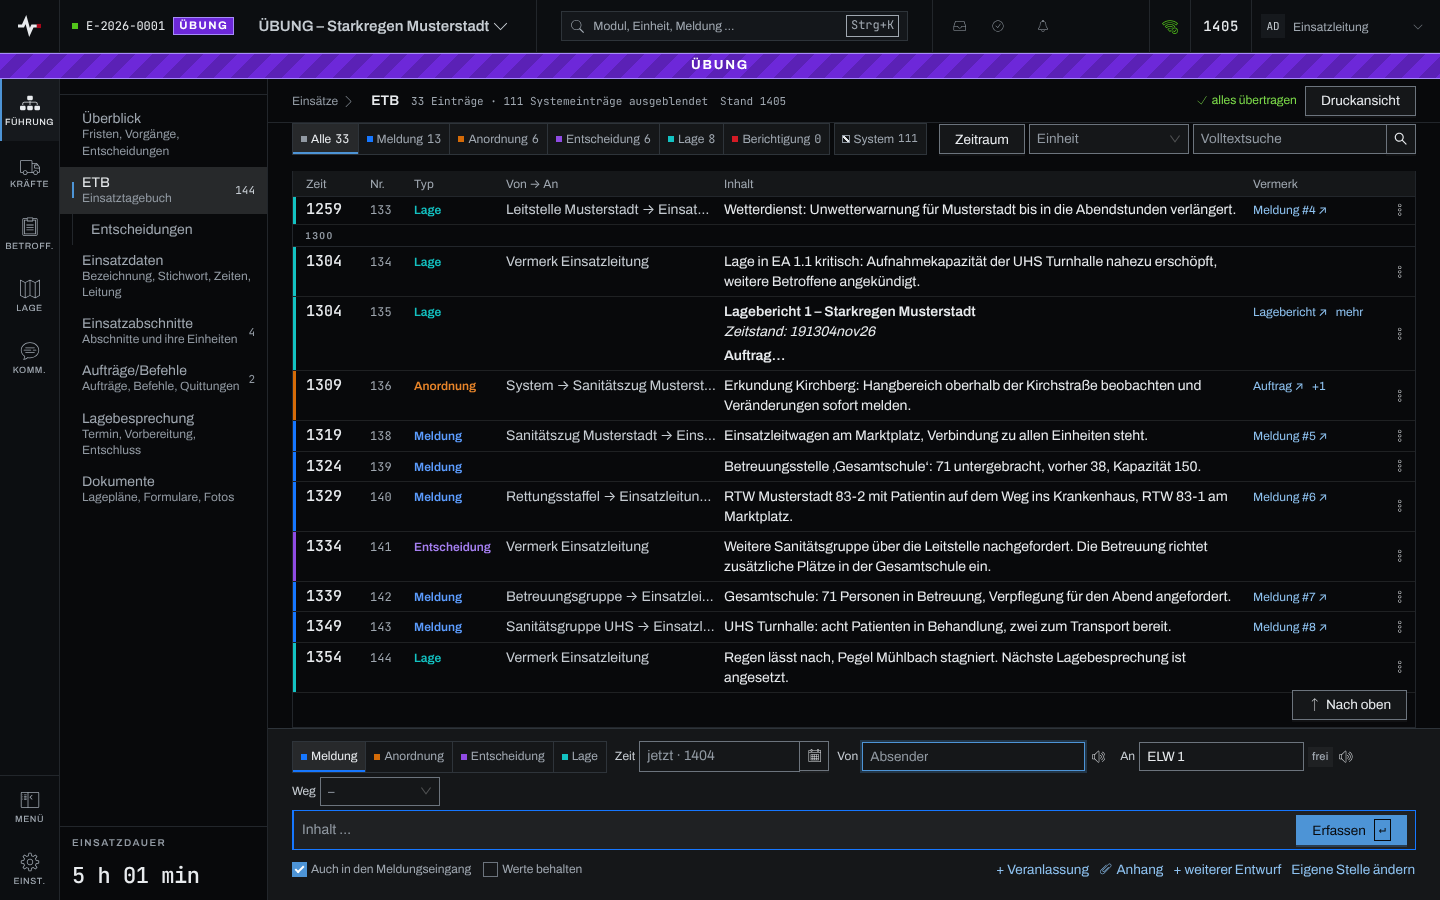 E-2026-0001 ÜBUNG ÜBUNG – Starkregen Musterstadt Modul, Einheit, Meldung ... Strg+K 1405 AD Einsatzleitung
ÜBUNG
FÜHRUNG
KRÄFTE
BETROFF.
LAGE
KOMM.
MENÜ
EINST.
Überblick
Fristen, Vorgänge,
Entscheidungen
ETB
Einsatztagebuch
144
Entscheidungen
Einsatzdaten
Bezeichnung, Stichwort, Zeiten,
Leitung
Einsatzabschnitte
Abschnitte und ihre Einheiten
4
Aufträge/Befehle
Aufträge, Befehle, Quittungen
2
Lagebesprechung
Termin, Vorbereitung,
Entschluss
Dokumente
Lagepläne, Formulare, Fotos
EINSATZDAUER
5 h 01 min
Einsätze ETB 33 Einträge · 111 Systemeinträge ausgeblendet Stand 1405 alles übertragen Druckansicht
Alle 33 Meldung 13 Anordnung 6 Entscheidung 6 Lage 8 Berichtigung 0 System 111 Zeitraum Einheit Volltextsuche
Zeit Nr. Typ Von → An Inhalt Vermerk
1259 133 Lage Leitstelle Musterstadt → Einsat... Wetterdienst: Unwetterwarnung für Musterstadt bis in die Abendstunden verlängert. Meldung #4 ↗
1300
1304 134 Lage Vermerk Einsatzleitung Lage in EA 1.1 kritisch: Aufnahmekapazität der UHS Turnhalle nahezu erschöpft,
weitere Betroffene angekündigt.
1304 135 Lage Lagebericht 1 – Starkregen Musterstadt Lagebericht ↗ mehr
Zeitstand: 191304nov26
Auftrag...
1309 136 Anordnung System → Sanitätszug Musterst... Erkundung Kirchberg: Hangbereich oberhalb der Kirchstraße beobachten und Auftrag ↗ +1
Veränderungen sofort melden.
1319 138 Meldung Sanitätszug Musterstadt → Eins... Einsatzleitwagen am Marktplatz, Verbindung zu allen Einheiten steht. Meldung #5 ↗
1324 139 Meldung Betreuungsstelle ‚Gesamtschule‘: 71 untergebracht, vorher 38, Kapazität 150.
1329 140 Meldung Rettungsstaffel → Einsatzleitun... RTW Musterstadt 83-2 mit Patientin auf dem Weg ins Krankenhaus, RTW 83-1 am Meldung #6 ↗
Marktplatz.
1334 141 Entscheidung Vermerk Einsatzleitung Weitere Sanitätsgruppe über die Leitstelle nachgefordert. Die Betreuung richtet
zusätzliche Plätze in der Gesamtschule ein.
1339 142 Meldung Betreuungsgruppe → Einsatzlei... Gesamtschule: 71 Personen in Betreuung, Verpflegung für den Abend angefordert. Meldung #7 ↗
1349 143 Meldung Sanitätsgruppe UHS → Einsatzl... UHS Turnhalle: acht Patienten in Behandlung, zwei zum Transport bereit. Meldung #8 ↗
1354 144 Lage Vermerk Einsatzleitung Regen lässt nach, Pegel Mühlbach stagniert. Nächste Lagebesprechung ist
angesetzt.
↑ Nach oben
Meldung Anordnung Entscheidung Lage Zeit jetzt · 1404 Von Absender An ELW 1 frei
Weg –
Inhalt ... Erfassen ↵
Auch in den Meldungseingang Werte behalten + Veranlassung Anhang + weiterer Entwurf Eigene Stelle ändern